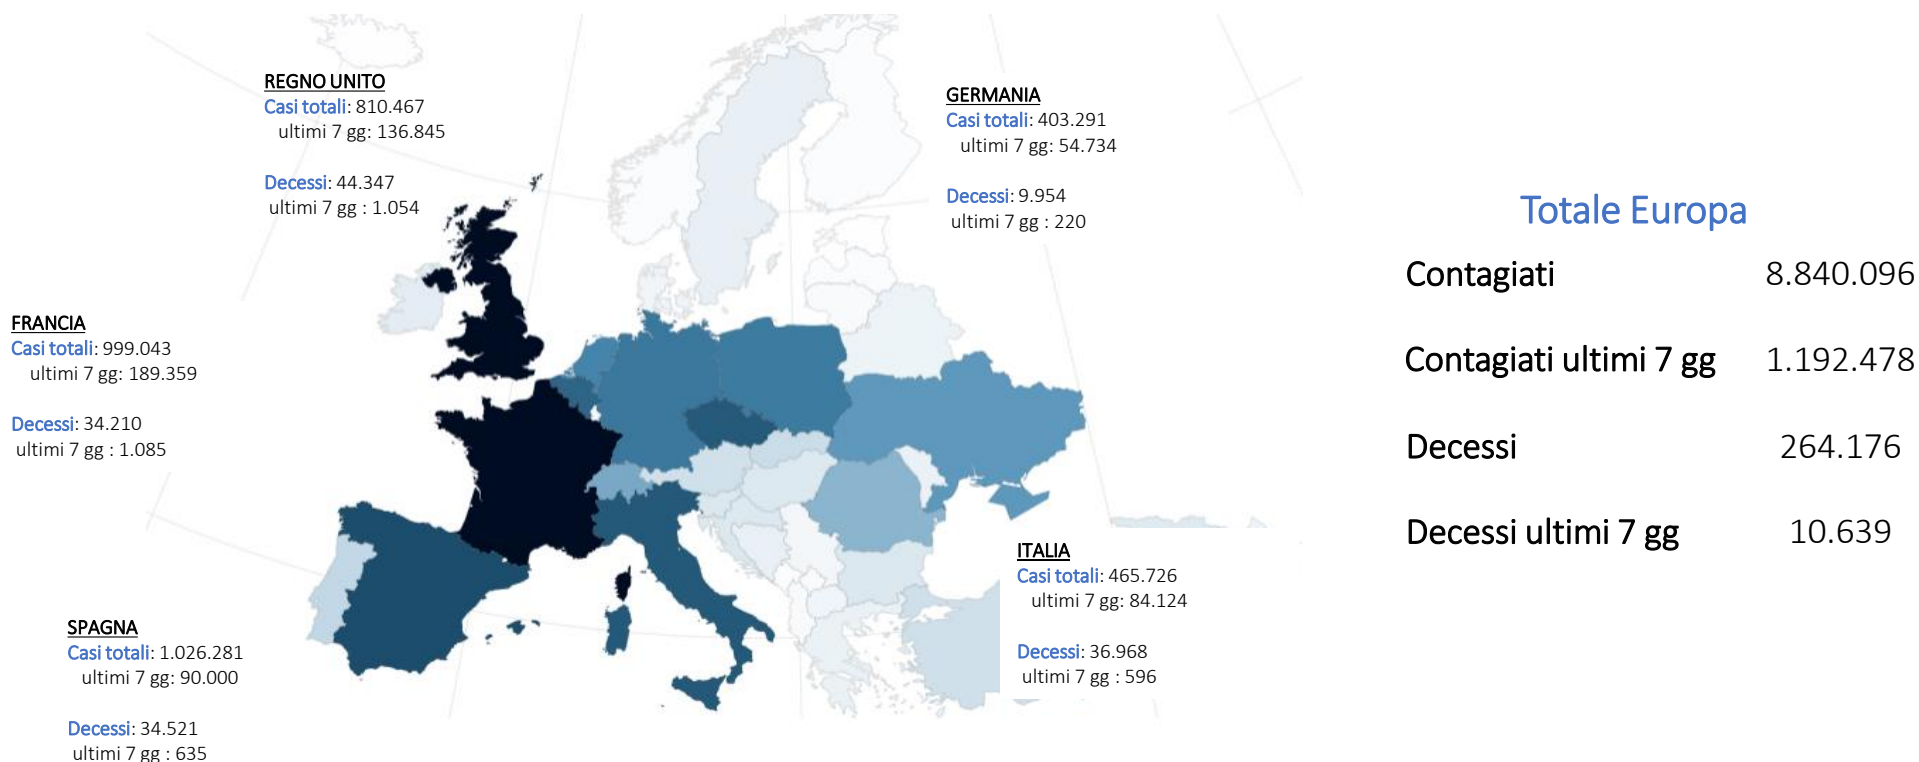 REGNO UNITO
Casi totali: 810.467
ultimi 7 gg: 136.845
Decessi: 44.347
ultimi 7 gg : 1.054
GERMANIA
Casi totali: 403.291
ultimi 7 gg: 54.734
Decessi: 9.954
ultimi 7 gg : 220
FRANCIA
Casi totali: 999.043
ultimi 7 gg: 189.359
Decessi: 34.210
ultimi 7 gg : 1.085
SPAGNA
Casi totali: 1.026.281
ultimi 7 gg: 90.000
Decessi: 34.521
ultimi 7 gg : 635
ITALIA
Casi totali: 465.726
ultimi 7 gg: 84.124
Decessi: 36.968
ultimi 7 gg : 596
Totale Europa
Contagiati 8.840.096
Contagiati ultimi 7 gg 1.192.478
Decessi 264.176
Decessi ultimi 7 gg 10.639